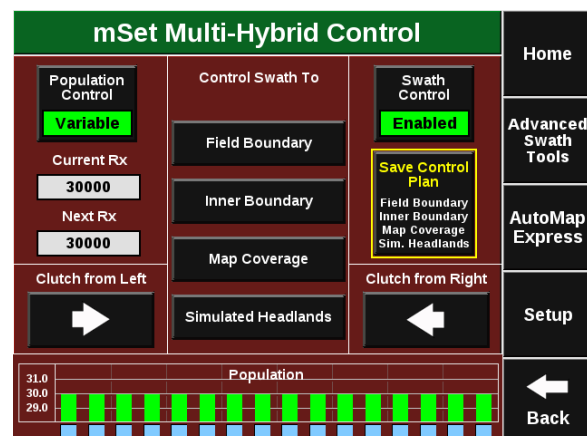 mSet Multi-Hybrid Control
Population
Control
Variable
Current Rx
30000
Next Rx
30000
Clutch from Left
Control Swath To
Field Boundary
Inner Boundary
Map Coverage
Simulated Headlands
Swath
Control
Enabled
Save Control
Plan
Field Boundary
Inner Boundary
Map Coverage
Sim. Headlands
Clutch from Right
Population
31.0
30.0
29.0
Home
Advanced
Swath
Tools
AutoMap
Express
Setup
Back